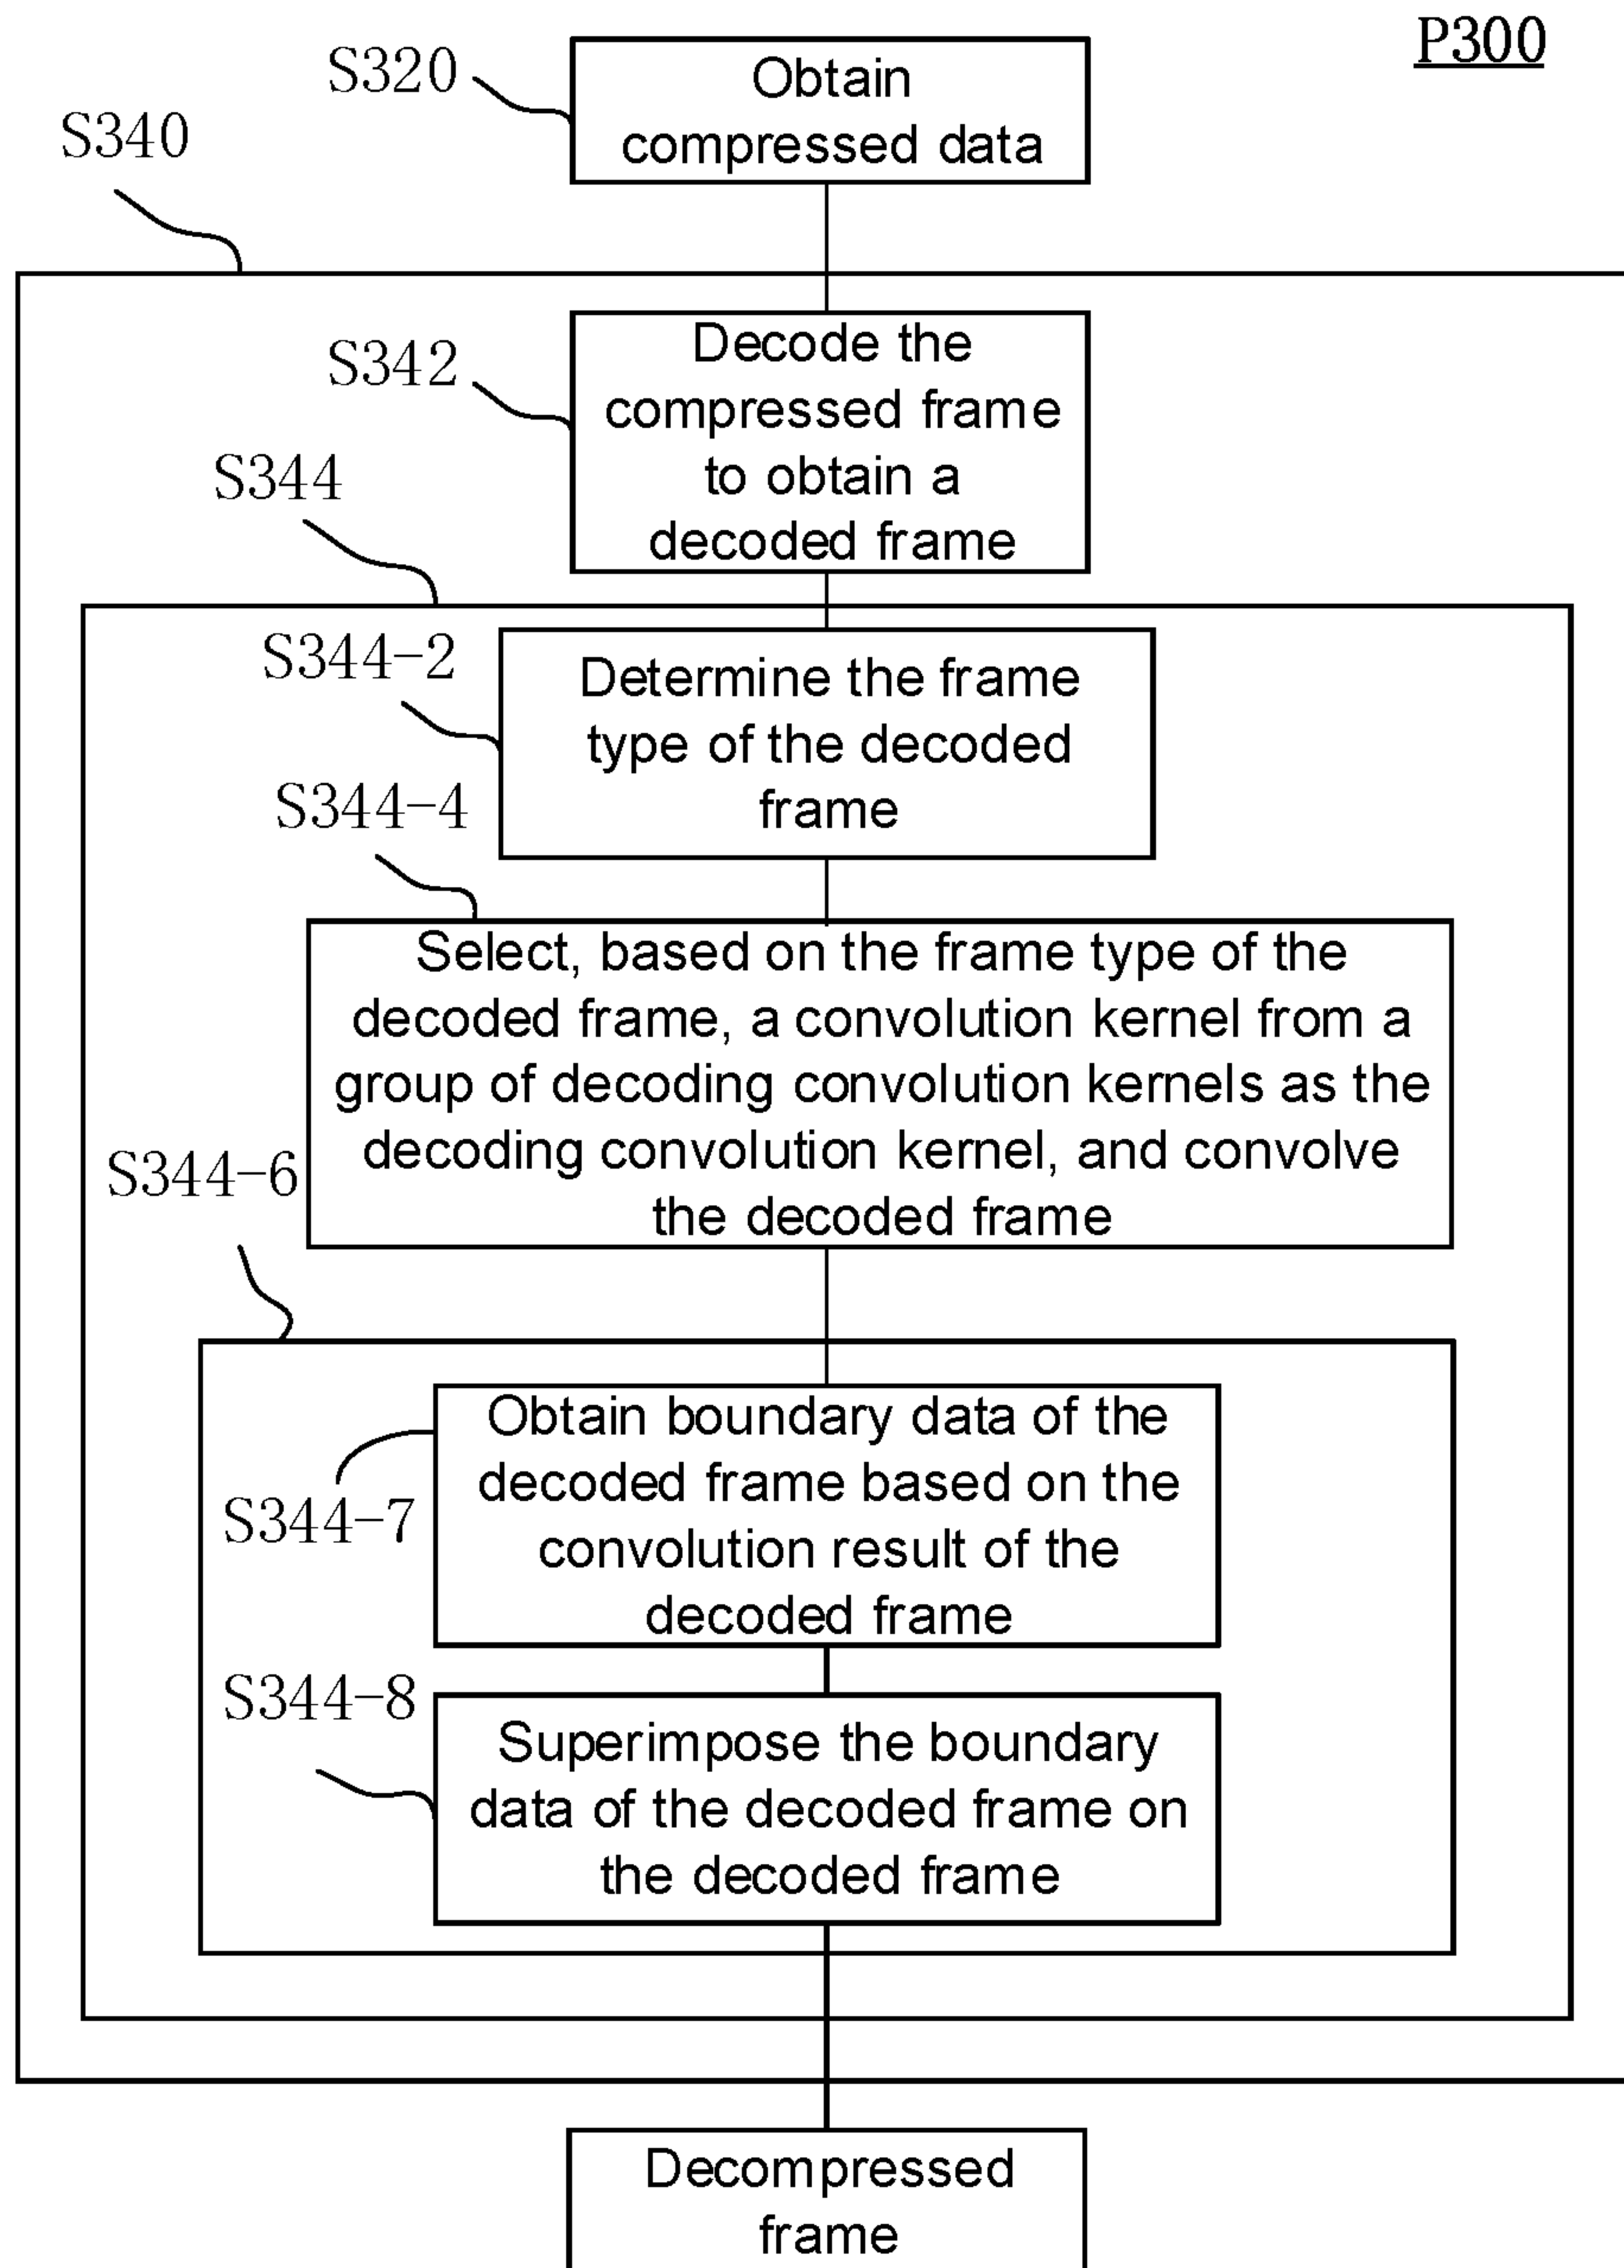 P300
S320
Obtain
compressed data
S340
S342
Decode the
compressed frame
to obtain a
decoded frame
S344
S344-2
Determine the frame
type of the decoded
frame
S344-4
Select, based on the frame type of the
decoded frame, a convolution kernel from a
group of decoding convolution kernels as the
decoding convolution kernel, and convolve
the decoded frame
S344-6
Obtain boundary data of the
decoded frame based on the
convolution result of the
decoded frame
S344-7
S344-8
Superimpose the boundary
data of the decoded frame on
the decoded frame
Decompressed
frame